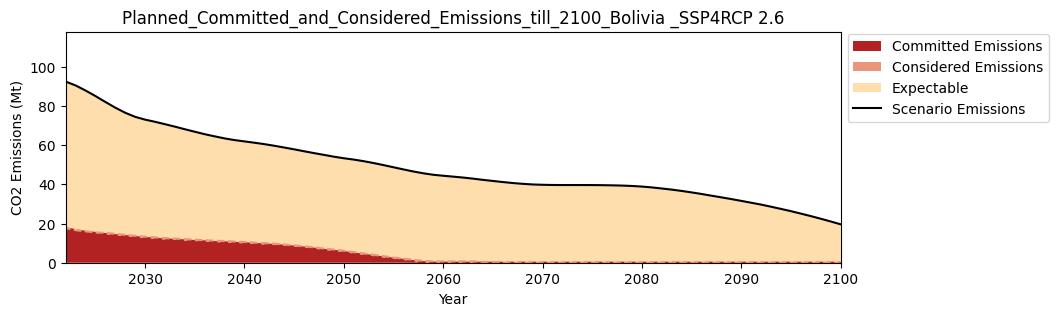 Planned_Committed_and_Considered_Emissions_till_2100_Bolivia _SSP4RCP 2.6
CO2 Emissions (Mt)
100
80
60
40
20
0
2030 2040 2050 2060 2070 2080 2090 2100
Year
Committed Emissions
Considered Emissions
Expectable
Scenario Emissions